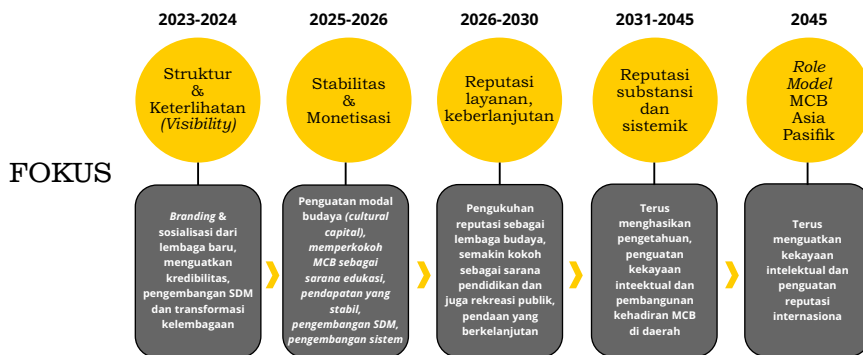 2023-2024
2025-2026
2026-2030
2031-2045
2045
Struktur
&
Keterlihatan
(Visibility)
Stabilitas
&
Monetisasi
Reputasi
layanan,
keberlanjutan
Reputasi
substansi
dan
sistemik
Role
Model
MCB
Asia
Pasifik
FOKUS
Branding &
sosialisasi dari
lembaga baru,
menguatkan
kredibilitas,
pengembangan SDM
dan transformasi
kelembagaan
Penguatan modal
budaya (cultural
capital),
memperkokoh
MCB sebagai
sarana edukasi,
pendapatan yang
stabil,
pengembangan SDM,
pengembangan sistem
Pengukuhan
reputasi sebagai
lembaga budaya,
semakin kokoh
sebagai sarana
pendidikan dan
juga rekreasi publik,
pendaan yang
berkelanjutan
Terus
menghasikan
pengetahuan,
penguatan
kekayaan
inteektual dan
pembangunan
kehadiran MCB
di daerah
Terus
menguatkan
kekayaan
intelektual dan
penguatan
reputasi
internasiona